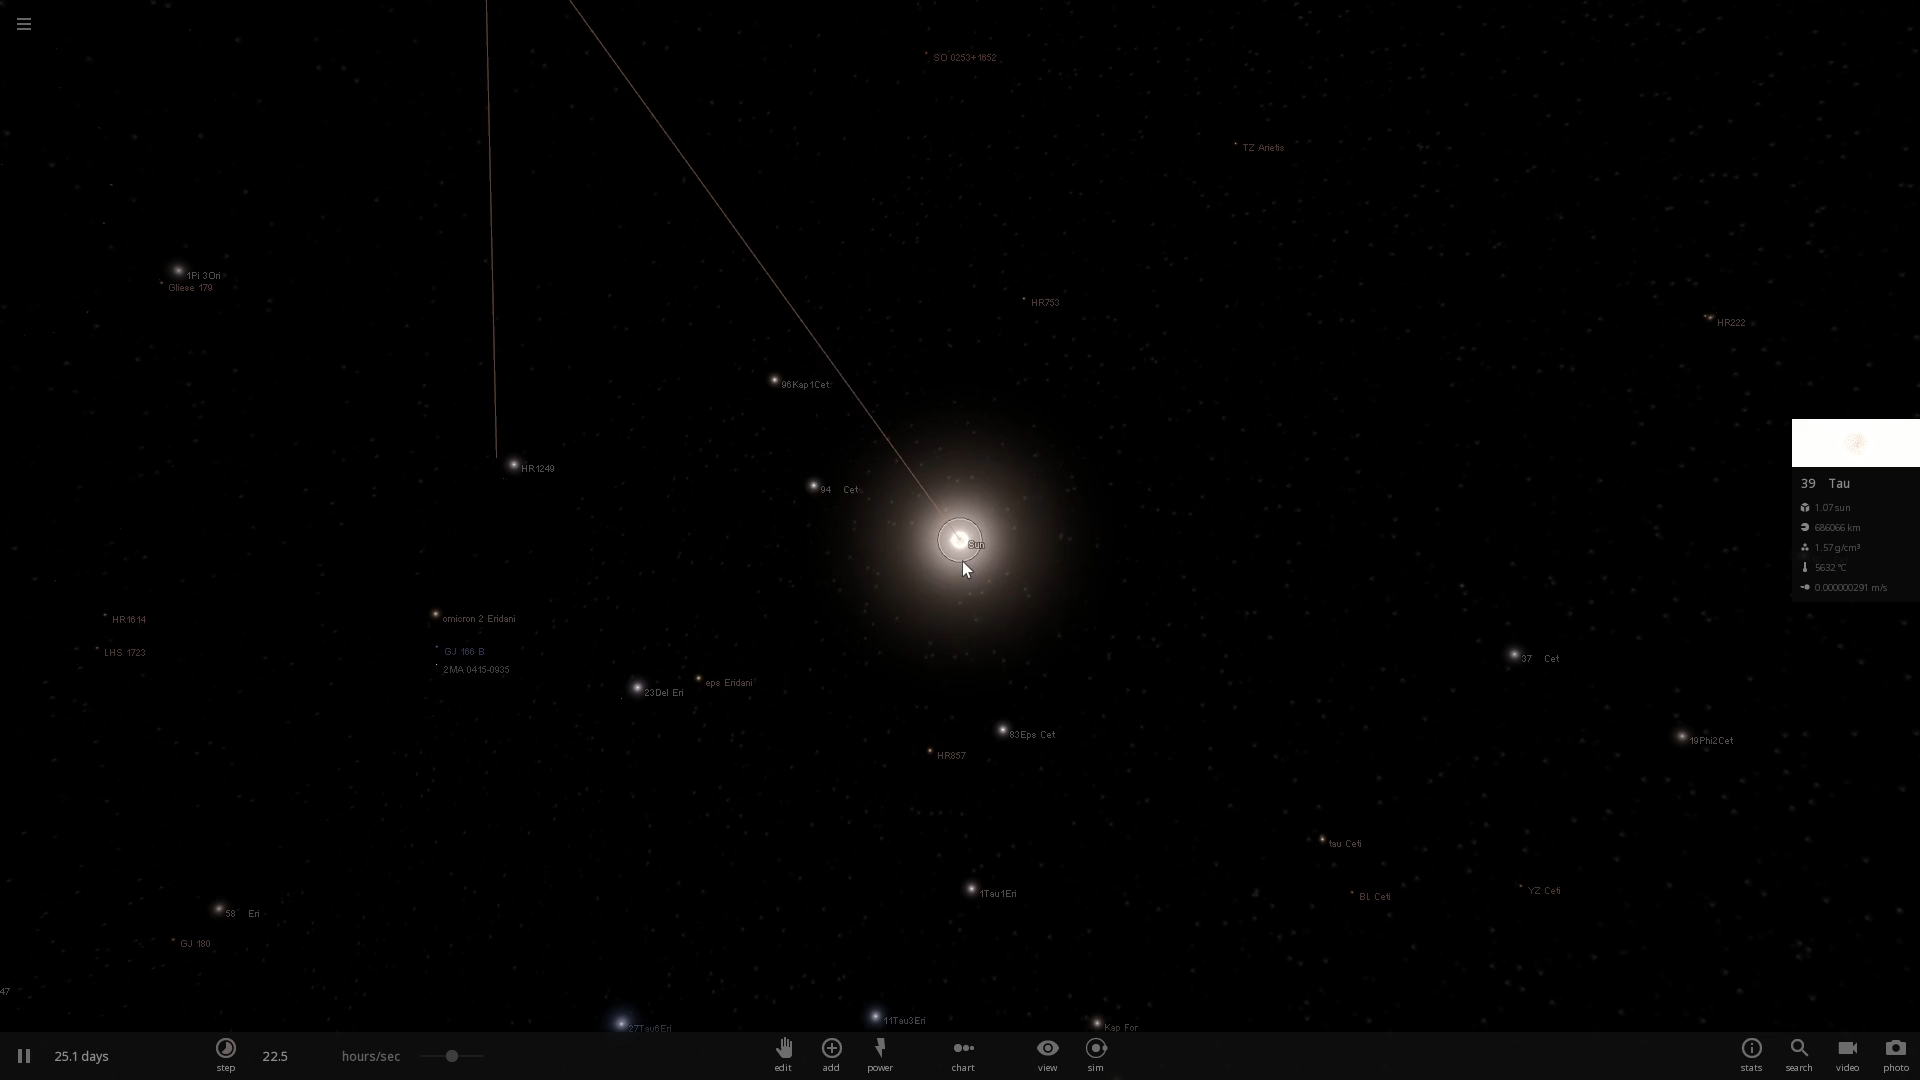 SO 0253+1652
TZ Arietis
1Pi 3Ori
Gliese 179
HR753
HR222
96Kap1Cet
HR1249
94 Cet
Sun
39 Tau
1.07 sun
686066 km
1.57 g/cm³
5632 °C
0.000000291 m/s
HR1614
omicron 2 Eridani
LHS 1723
GJ 166 B
2MA 0415-0935
37 Cet
23Del Eri
eps Eridani
83Eps Cet
19Phi2Cet
HR857
tau Ceti
1Tau1Eri
BL Ceti
YZ Ceti
58 Eri
GJ 180
47
27Tau6Eri
11Tau3Eri
Kap For
25.1 days
step
22.5
hours/sec
edit
add
power
chart
view
sim
stats
search
video
photo